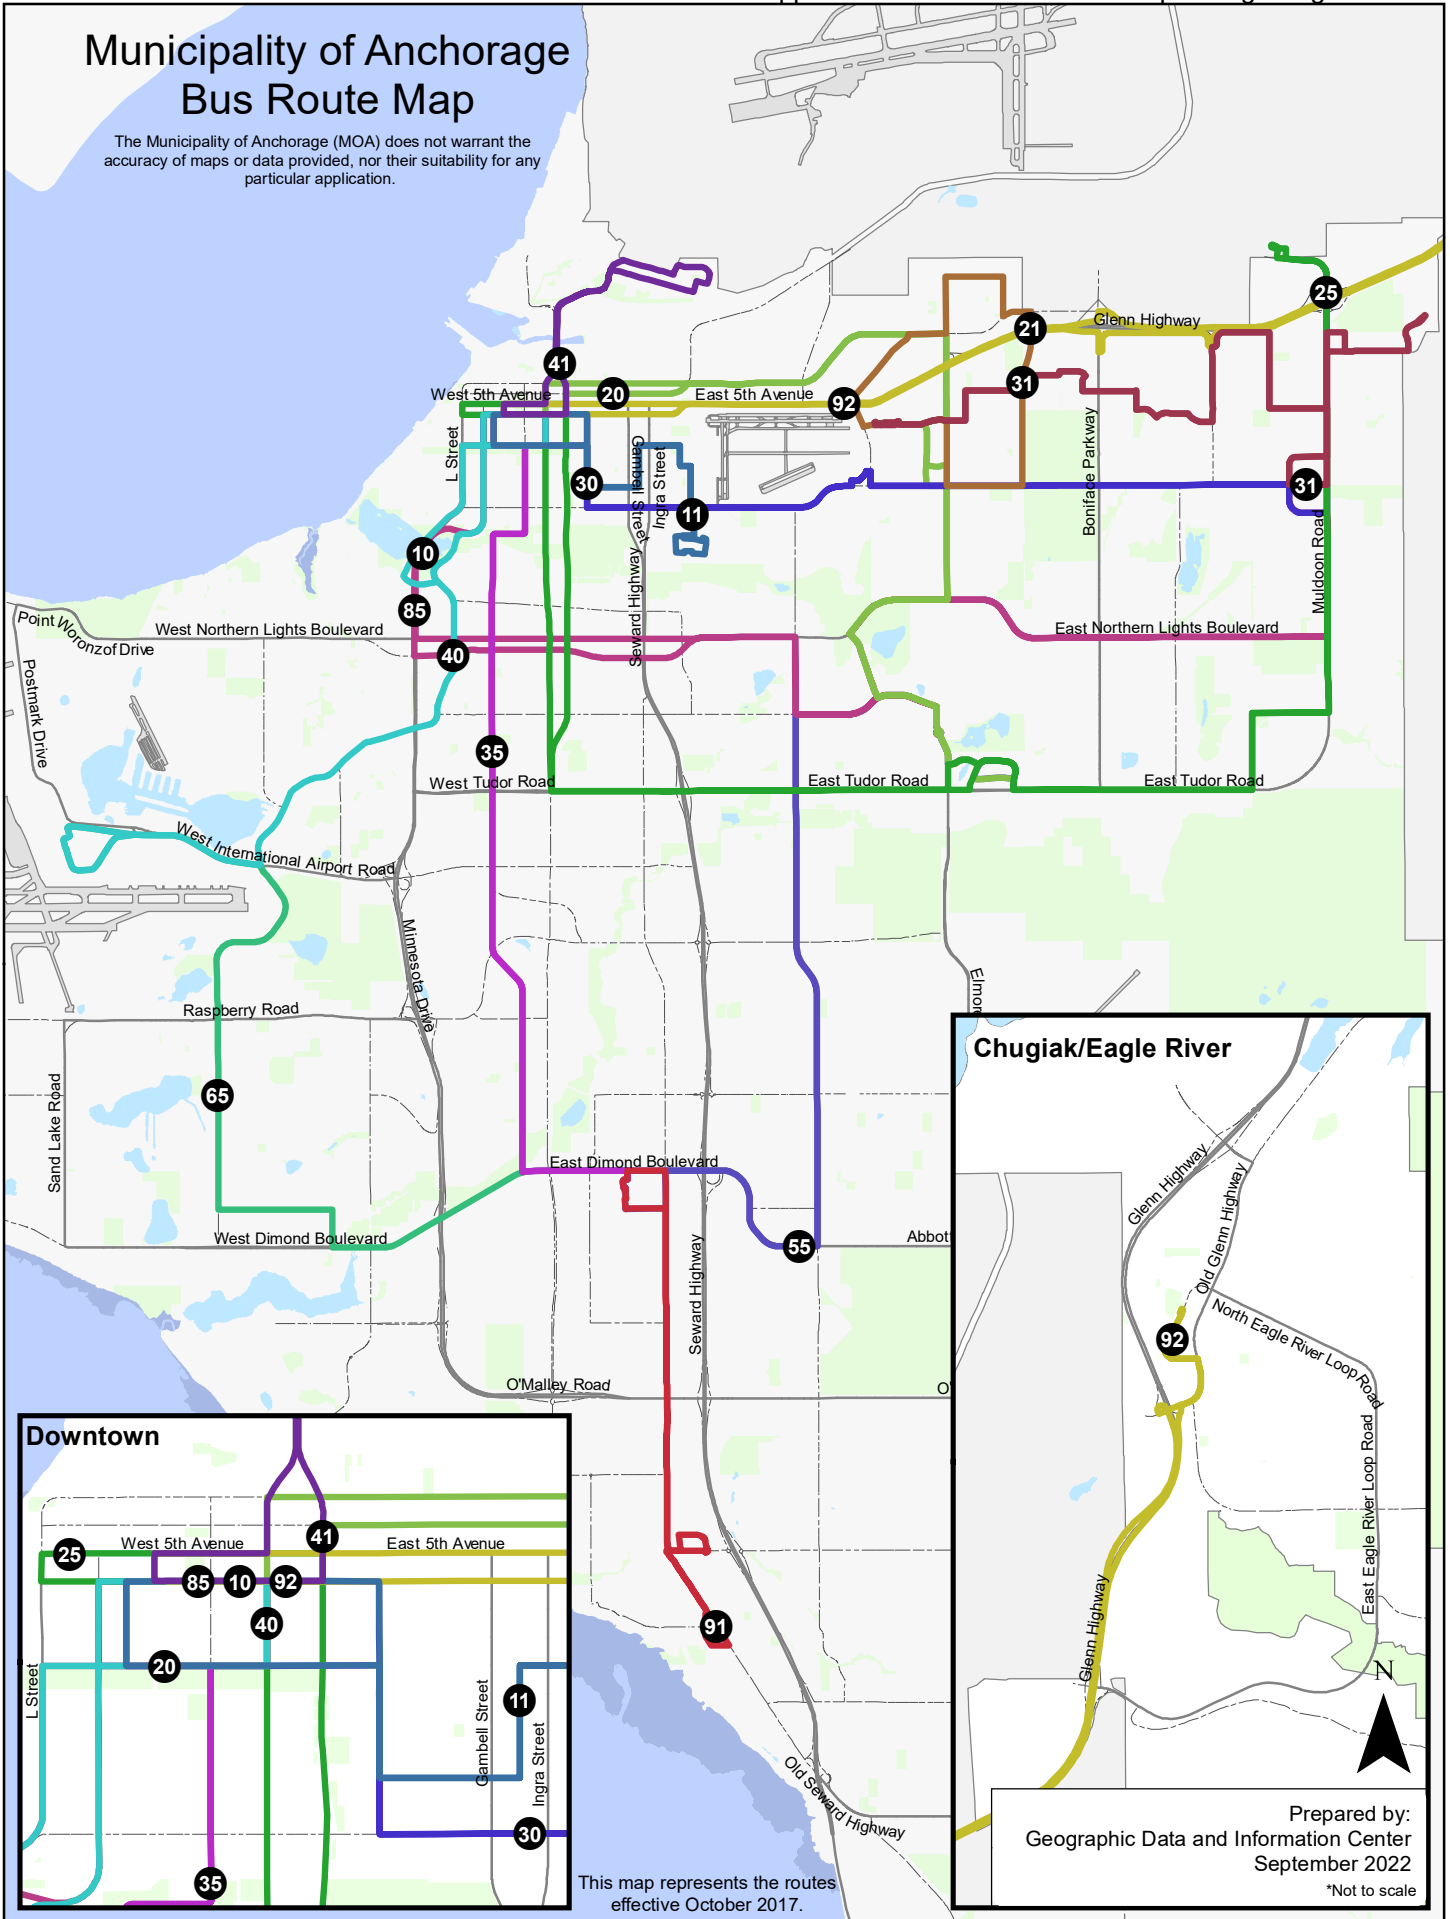 Municipality of Anchorage
Bus Route Map
The Municipality of Anchorage (MOA) does not warrant the
accuracy of maps or data provided, nor their suitability for any
particular application.
25
21
Glenn Highway
41
31
West 5th Avenue
20
East 5th Avenue
92
L Street
Gambell Street
Ingra Street
Boniface Parkway
30
31
11
Muldoon Road
10
Seward Highway
85
Point Woronzof Drive
West Northern Lights Boulevard
East Northern Lights Boulevard
40
Postmark Drive
35
West Tudor Road
East Tudor Road
East Tudor Road
West International Airport Road
Minnesota Drive
Elmor
Raspberry Road
Sand Lake Road
65
East Dimond Boulevard
West Dimond Boulevard
55
Abbott
Seward Highway
O'Malley Road
O'
91
Old Seward Highway
Chugiak/Eagle River
Glenn Highway
Old Glenn Highway
92
North Eagle River Loop Road
East Eagle River Loop Road
Glenn Highway
N
Downtown
41
West 5th Avenue
East 5th Avenue
25
85
10
92
40
20
L Street
11
Gambell Street
Ingra Street
30
35
This map represents the routes
effective October 2017.
Prepared by:
Geographic Data and Information Center
September 2022
*Not to scale